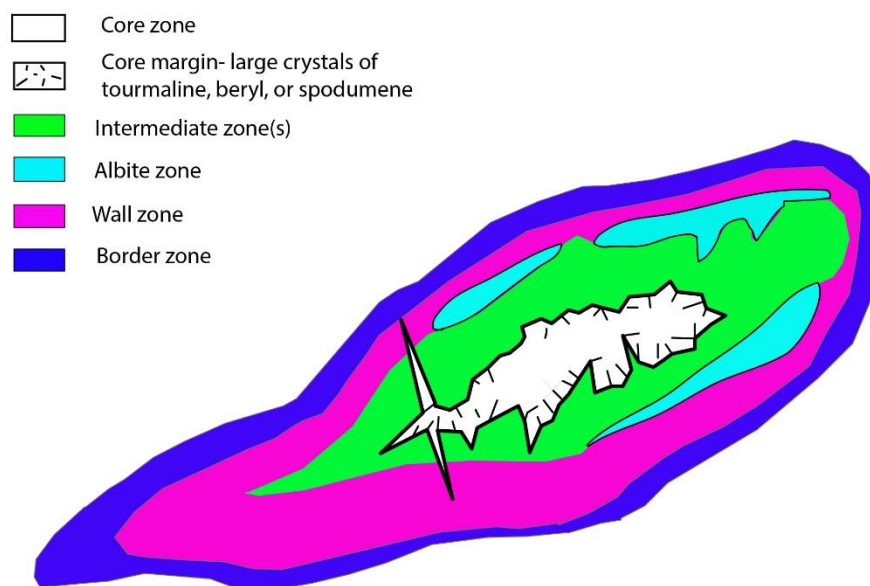 Core zone
Core margin- large crystals of
tourmaline, beryl, or spodumene
Intermediate zone(s)
Albite zone
Wall zone
Border zone